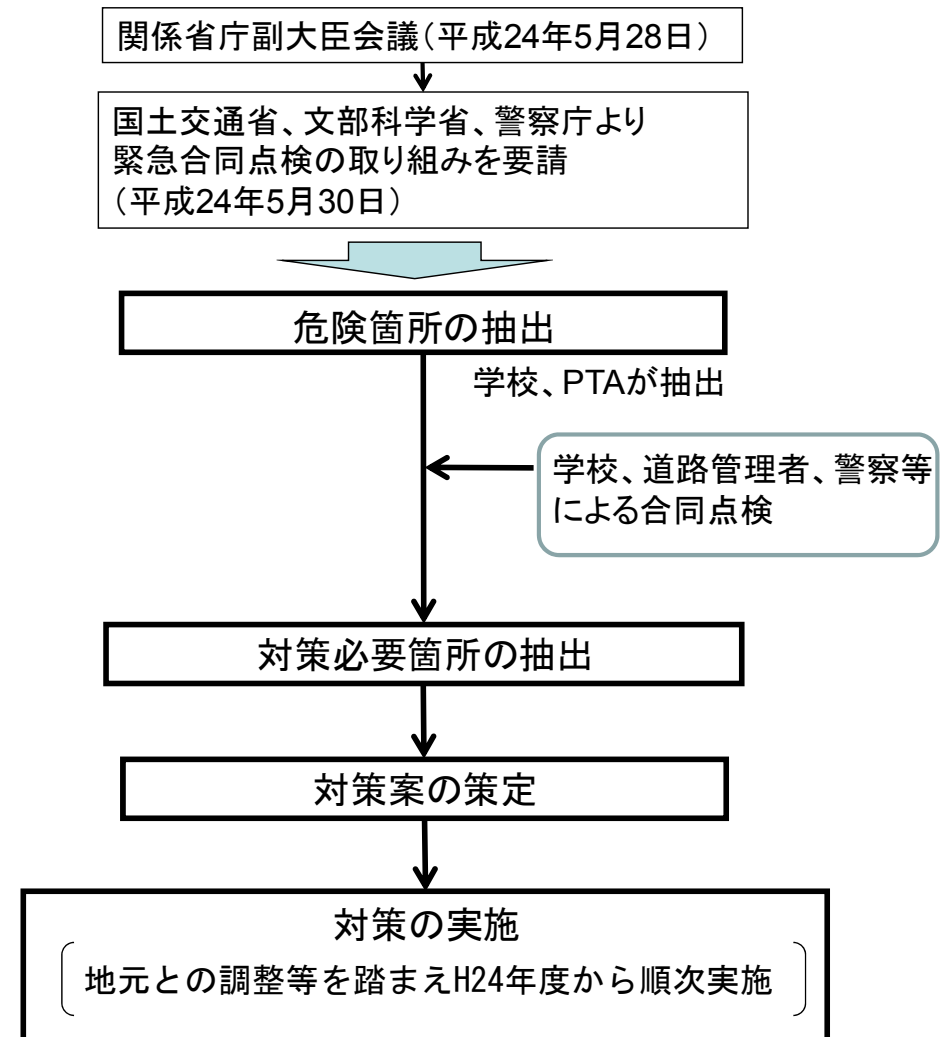 関係省庁副大臣会議（平成24年5月28日）
国土交通省、文部科学省、警察庁より
緊急合同点検の取り組みを要請
（平成24年5月30日）
危険箇所の抽出
学校、PTAが抽出
学校、道路管理者、警察等
による合同点検
対策必要箇所の抽出
対策案の策定
対策の実施
地元との調整等を踏まえH24年度から順次実施